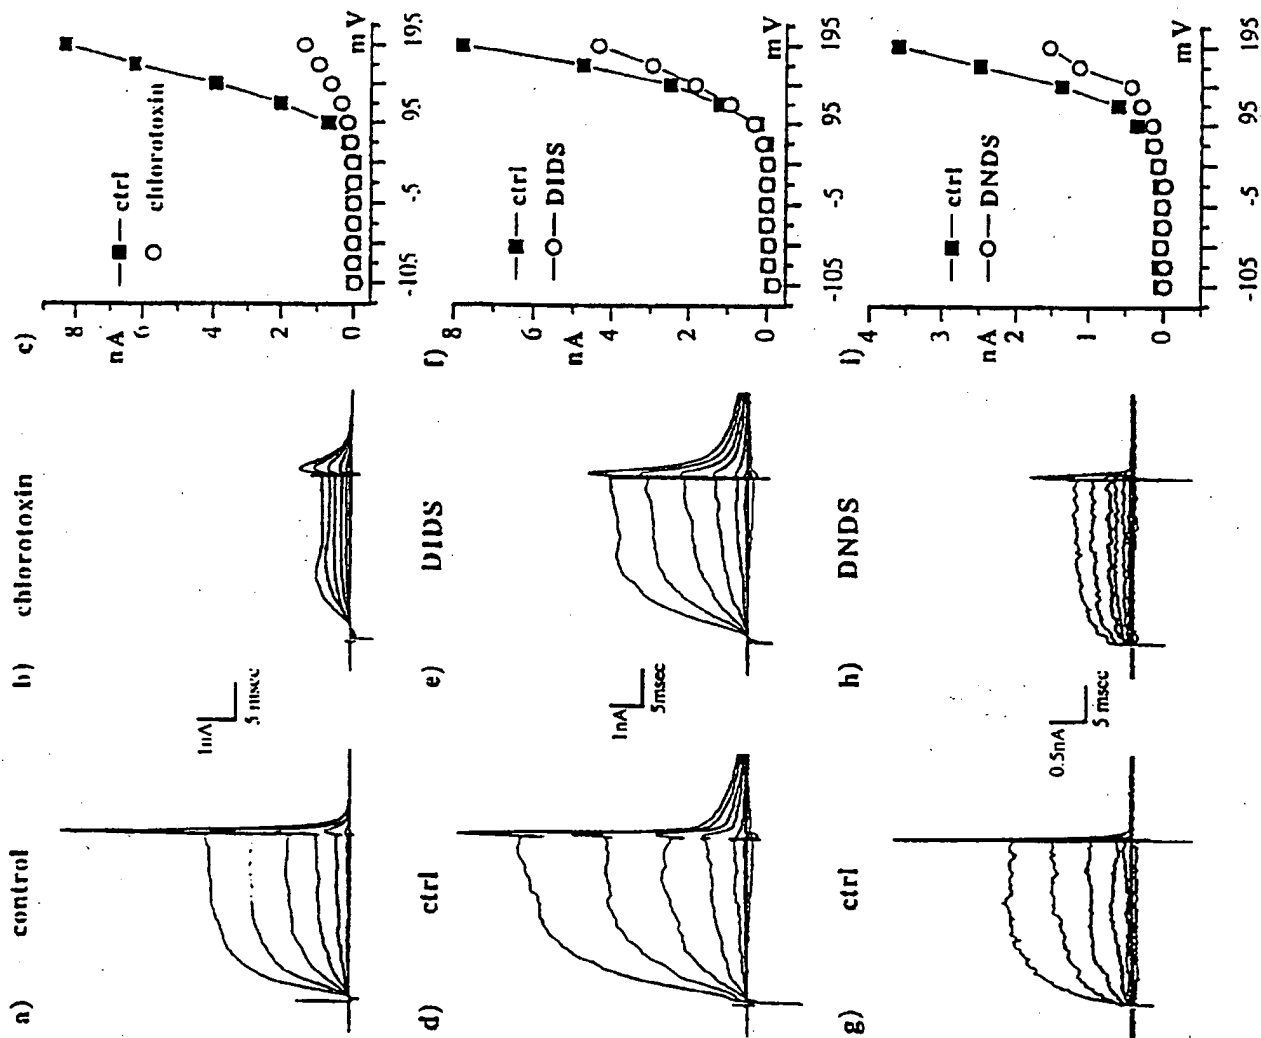 a) control
1nA
5 msec
b) chlorotoxin
c)
8
6
4
2
0
nA
ctrl
chlorotoxin
-105
-5
95
195
mV
d) ctrl
1nA
5msec
e) DIDS
f)
8
6
4
2
0
nA
ctrl
DIDS
-105
-5
95
195
mV
g) ctrl
0.5nA
5 msec
h) DNDS
i)
4
3
2
1
0
nA
ctrl
DNDS
-105
-5
95
195
mV